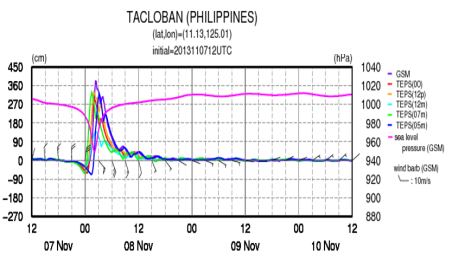 TACLOBAN (PHILIPPINES)
(lat,lon)=(11.13,125.01)
initial=2013110712UTC
(cm) (hPa)
450 1040
360 1020
270 1000
180 980
90 960
0 940
−90 920
−180 900
−270 880
GSM
TEPS(00)
TEPS(12p)
TEPS(12m)
TEPS(07m)
TEPS(05m)
sea level
pressure (GSM)
wind barb (GSM)
: 10m/s
12 00 12 00 12 00 12
07 Nov 08 Nov 09 Nov 10 Nov